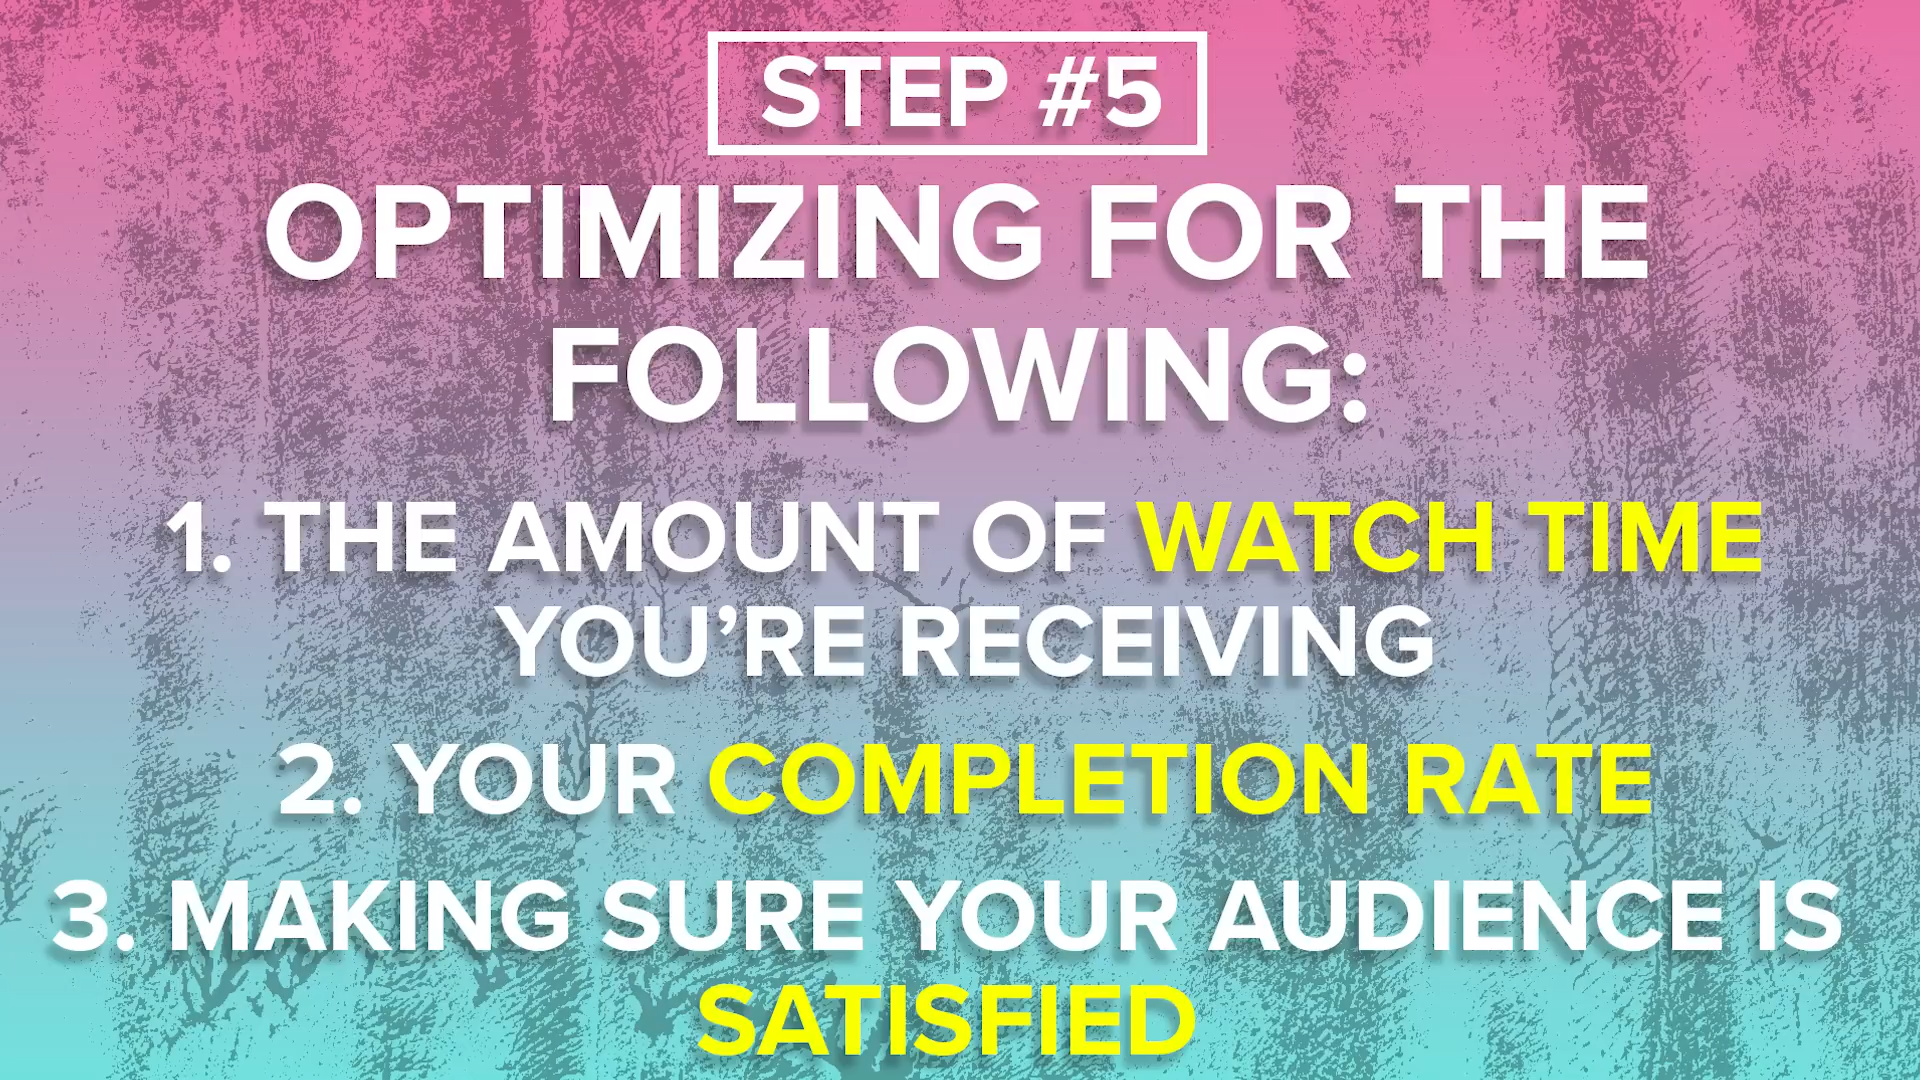 STEP #5
OPTIMIZING FOR THE
FOLLOWING:
1. THE AMOUNT OF WATCH TIME
YOU’RE RECEIVING
2. YOUR COMPLETION RATE
3. MAKING SURE YOUR AUDIENCE IS
SATISFIED